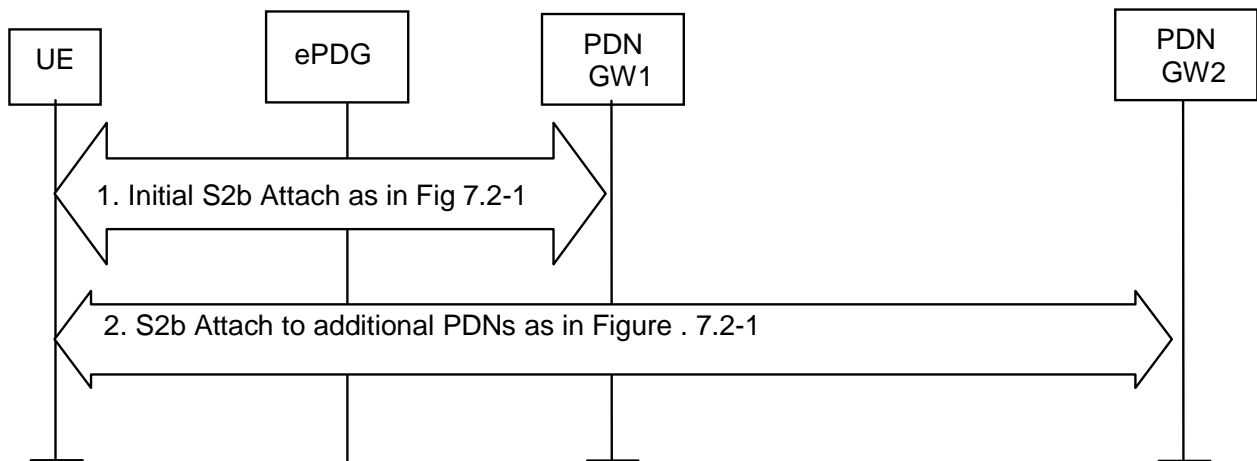 UE
ePDG
PDN
GW1
PDN
GW2
1. Initial S2b Attach as in Fig 7.2-1
2. S2b Attach to additional PDNs as in Figure . 7.2-1